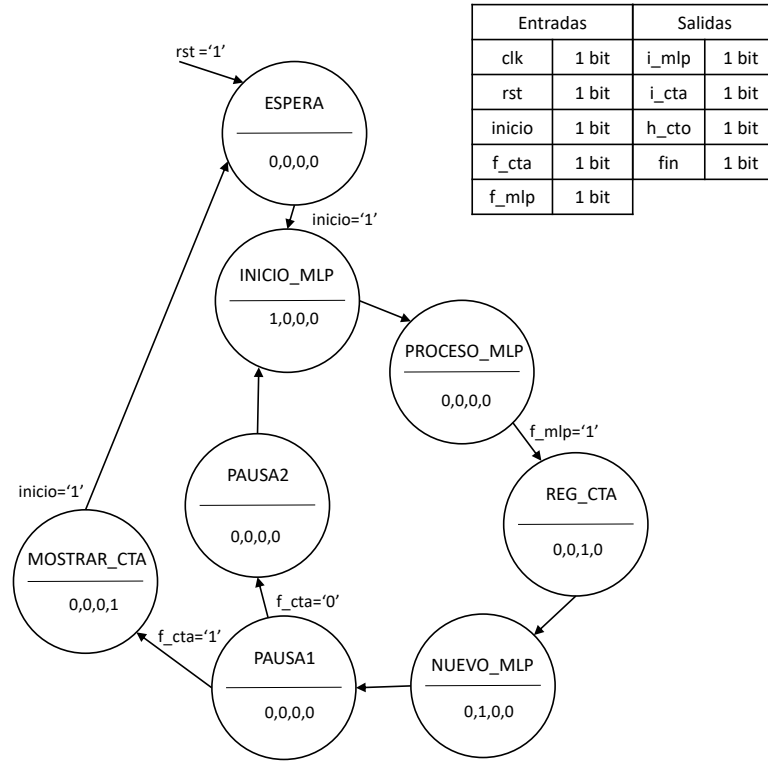 Entradas Salidas
clk 1 bit i_mlp 1 bit
rst 1 bit i_cta 1 bit
inicio 1 bit h_cto 1 bit
f_cta 1 bit fin 1 bit
f_mlp 1 bit
rst =‘1’
ESPERA
0,0,0,0
inicio=‘1’
INICIO_MLP
1,0,0,0
PROCESO_MLP
0,0,0,0
f_mlp=‘1’
REG_CTA
0,0,1,0
NUEVO_MLP
0,1,0,0
PAUSA1
0,0,0,0
f_cta=‘0’
PAUSA2
0,0,0,0
f_cta=‘1’
MOSTRAR_CTA
0,0,0,1
inicio=‘1’